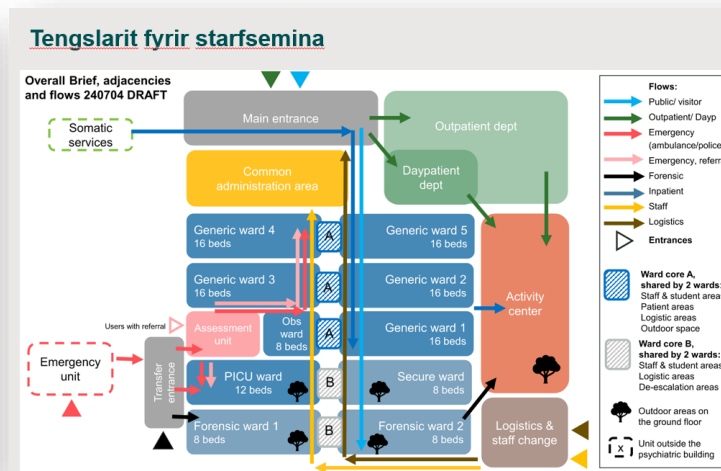 Tengslarit fyrir starfsemina
Overall Brief, adjacencies
and flows 240704 DRAFT
Main entrance
Somatic
services
Outpatient dept
Common
administration area
Daypatient
dept
Generic ward 4
16 beds
A
Generic ward 5
16 beds
Generic ward 3
16 beds
A
Generic ward 2
16 beds
Activity
center
Users with referral
Assessment
unit
Obs
ward
8 beds
A
Generic ward 1
16 beds
Emergency
unit
Transfer
entrance
PICU ward
12 beds
B
Secure ward
8 beds
Forensic ward 1
8 beds
B
Forensic ward 2
8 beds
Logistics &
staff change
Flows:
Public/ visitor
Outpatient/ Dayp
Emergency
(ambulance/police
Emergency, referr
Forensic
Inpatient
Staff
Logistics
Entrances
Ward core A,
shared by 2 wards:
Staff & student area
Patient areas
Logistic areas
Outdoor space
Ward core B,
shared by 2 wards:
Staff & student areas
Logistic areas
De-escalation areas
Outdoor areas on
the ground floor
x
Unit outside the
psychiatric building